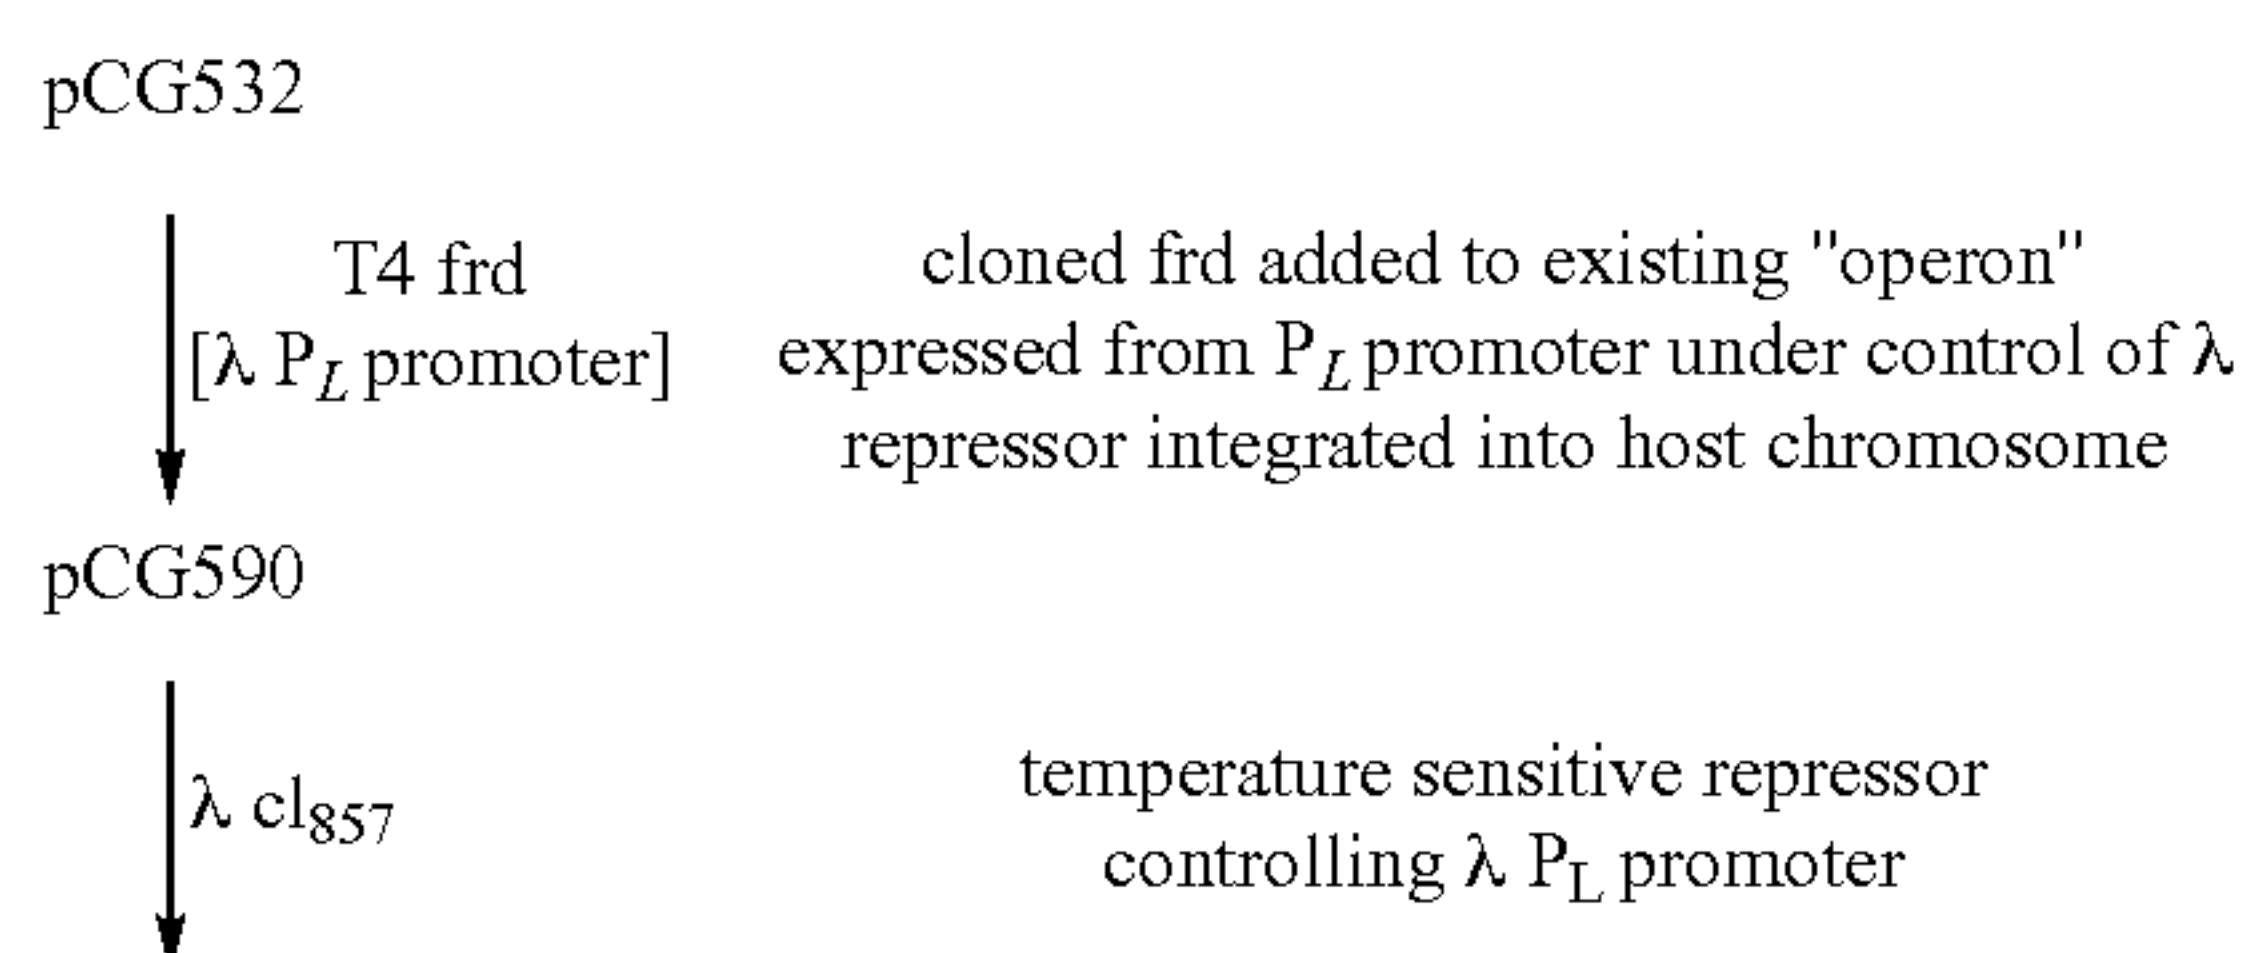 pCG532
T4 frd
[λ P_L promoter]
cloned frd added to existing "operon"
expressed from P_L promoter under control of λ
repressor integrated into host chromosome
pCG590
λ cl857
temperature sensitive repressor
controlling λ P_L promoter